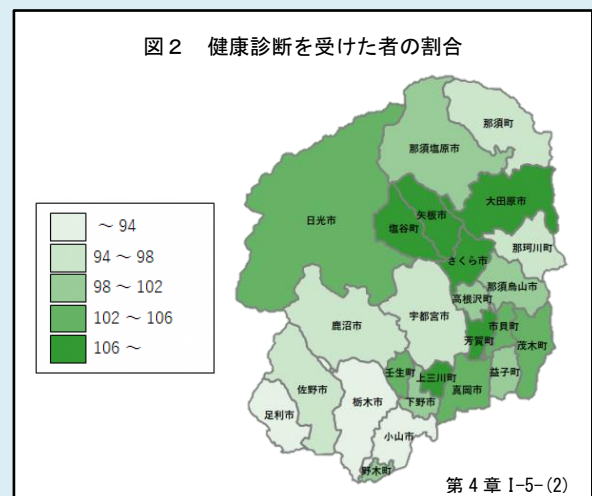 図2 健康診断を受けた者の割合
～94
94～98
98～102
102～106
106～
那須町
那須塩原市
大田原市
日光市
矢板市
塩谷町
那珂川町
さくら市
那須烏山市
高根沢町
宇都宮市
鹿沼市
市貝町
芳賀町
茂木町
壬生町
上三川町
益子町
真岡市
佐野市
栃木市
下野市
足利市
小山市
野木町
第4章Ⅰ-5-(2)